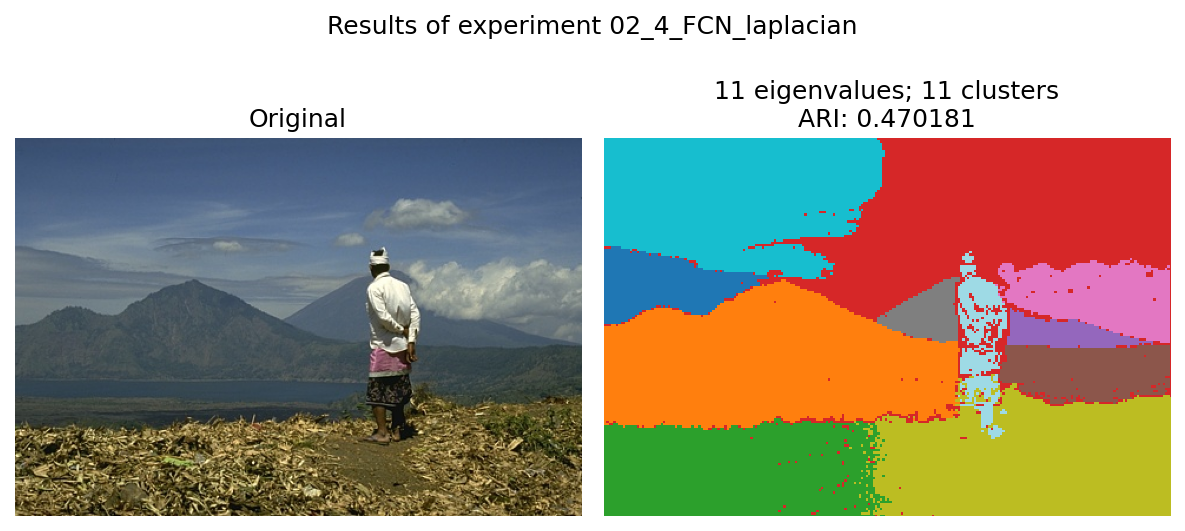 Results of experiment 02_4_FCN_laplacian
Original
11 eigenvalues; 11 clusters
ARI: 0.470181